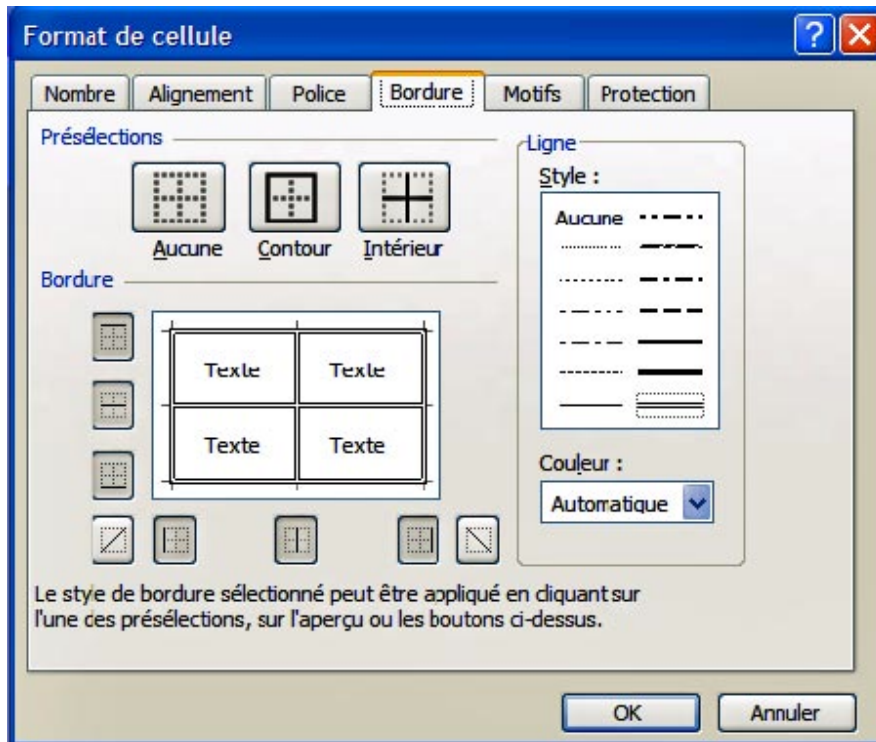 Format de cellule
Nombre Alignement Police Bordure Motifs Protection
Présélections
Aucune Contour Intérieur
Bordure
Texte Texte
Texte Texte
Ligne
Style :
Aucune
Couleur :
Automatique
Le style de bordure sélectionné peut être appliqué en cliquant sur
l'une des présélections, sur l'aperçu ou les boutons ci-dessus.
OK Annuler